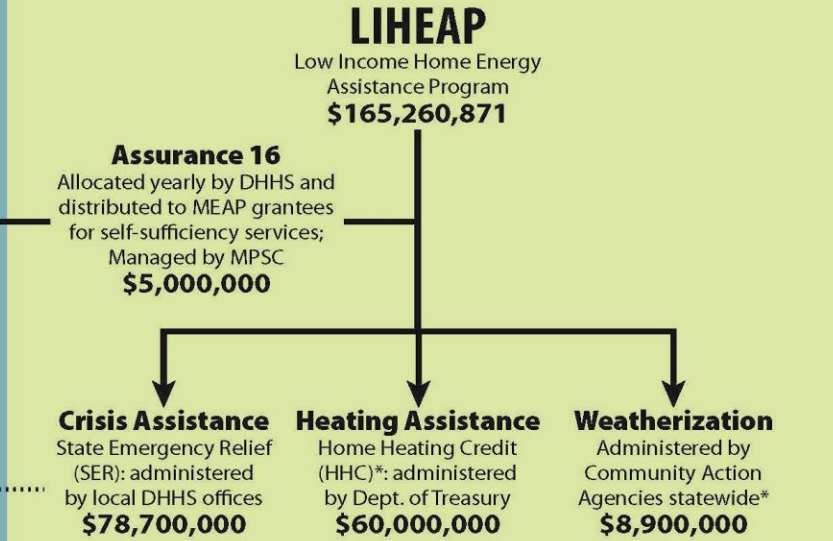 LIHEAP
Low Income Home Energy
Assistance Program
$165,260,871
Assurance 16
Allocated yearly by DHHS and
distributed to MEAP grantees
for self-sufficiency services;
Managed by MPSC
$5,000,000
Crisis Assistance
State Emergency Relief
(SER): administered
by local DHHS offices
$78,700,000
Heating Assistance
Home Heating Credit
(HHC)*: administered
by Dept. of Treasury
$60,000,000
Weatherization
Administered by
Community Action
Agencies statewide*
$8,900,000